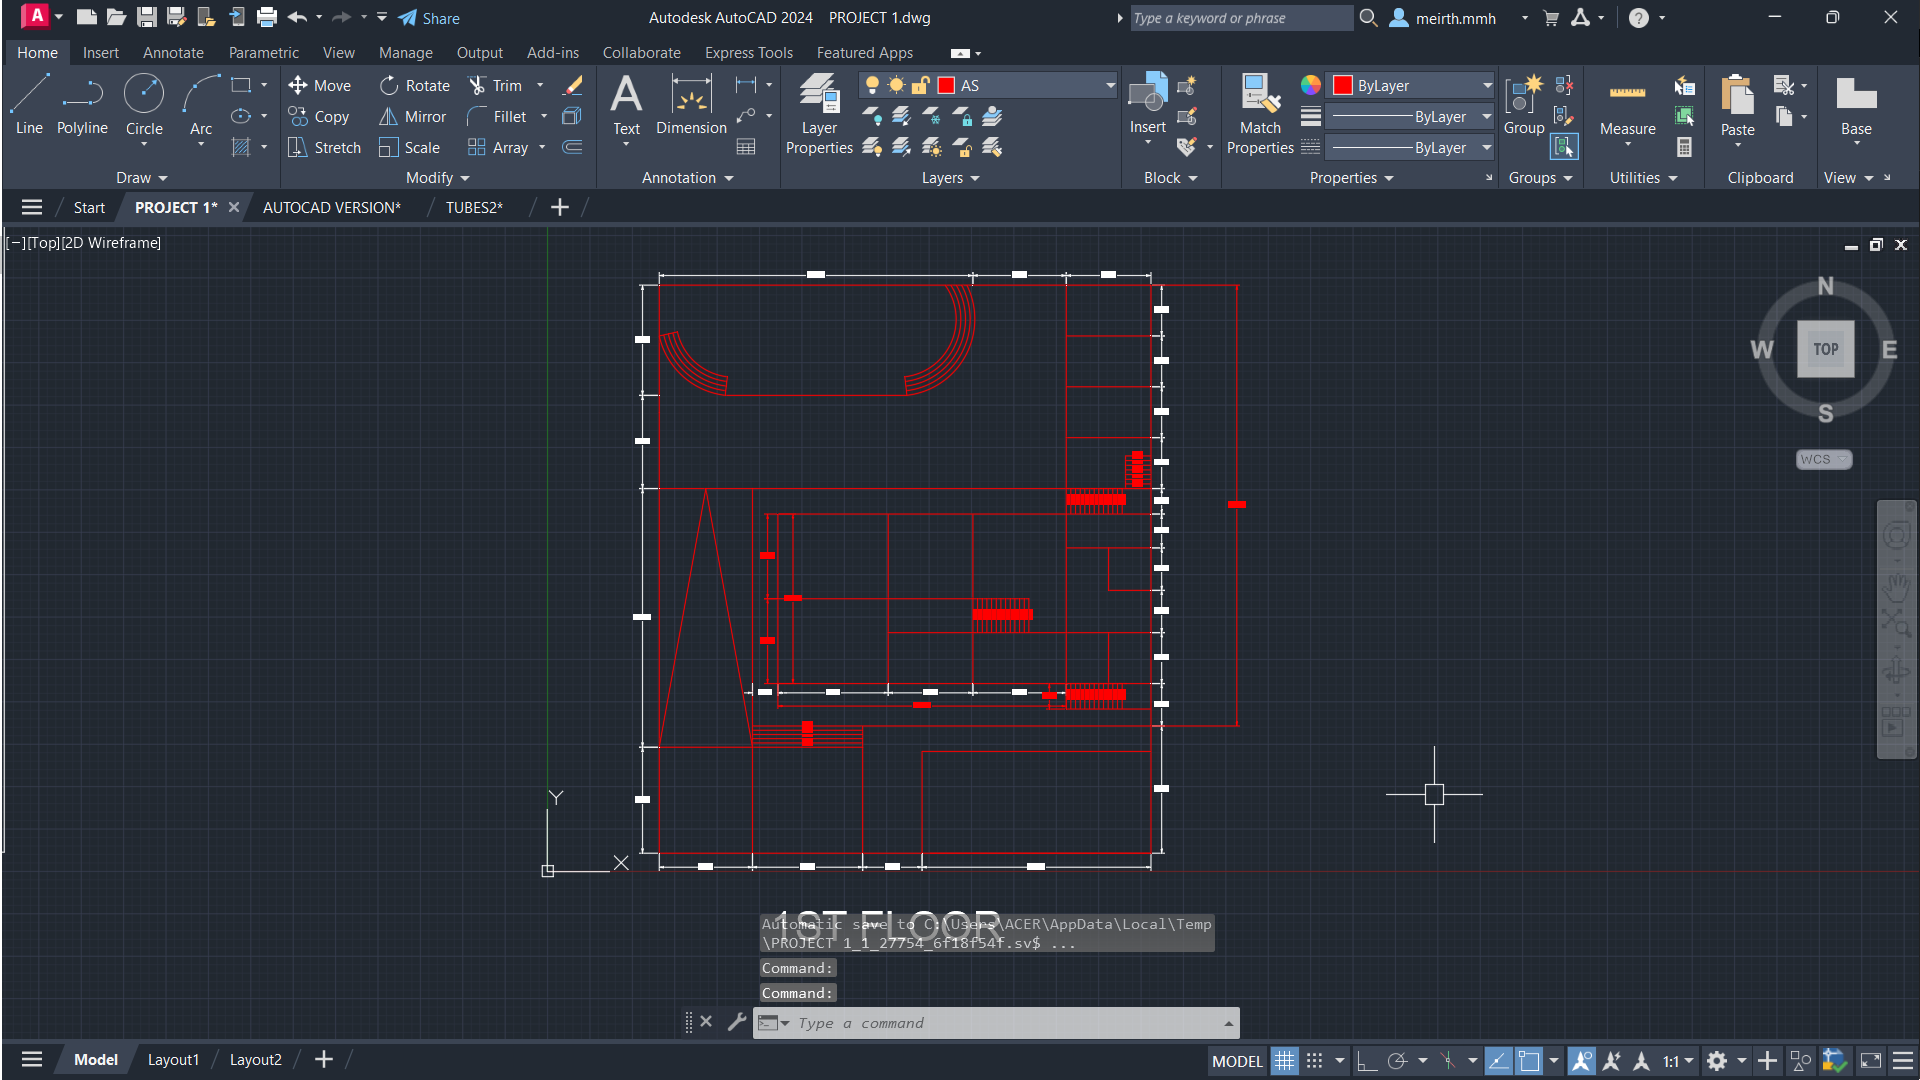 A
Share
Autodesk AutoCAD 2024 PROJECT 1.dwg
Type a keyword or phrase
meirth.mmh
?
Home Insert Annotate Parametric View Manage Output Add-ins Collaborate Express Tools Featured Apps
Line Polyline Circle Arc
Move Rotate Trim
Copy Mirror Fillet
Stretch Scale Array
A
Text Dimension
Layer
Properties
AS
Insert
Match
Properties
ByLayer
ByLayer
ByLayer
Group
Measure
Paste
Base
Draw Modify Annotation Layers Block Properties Groups Utilities Clipboard View
Start PROJECT 1* AUTOCAD VERSION* TUBES2*
[−][Top][2D Wireframe]
N
W TOP E
S
WCS
Y
X
1ST FLOOR
Automatic save to C:\Users\ACER\AppData\Local\Temp
\PROJECT 1_1_27754_6f18f54f.sv$ ...
Command:
Command:
Type a command
Model Layout1 Layout2
MODEL 1:1